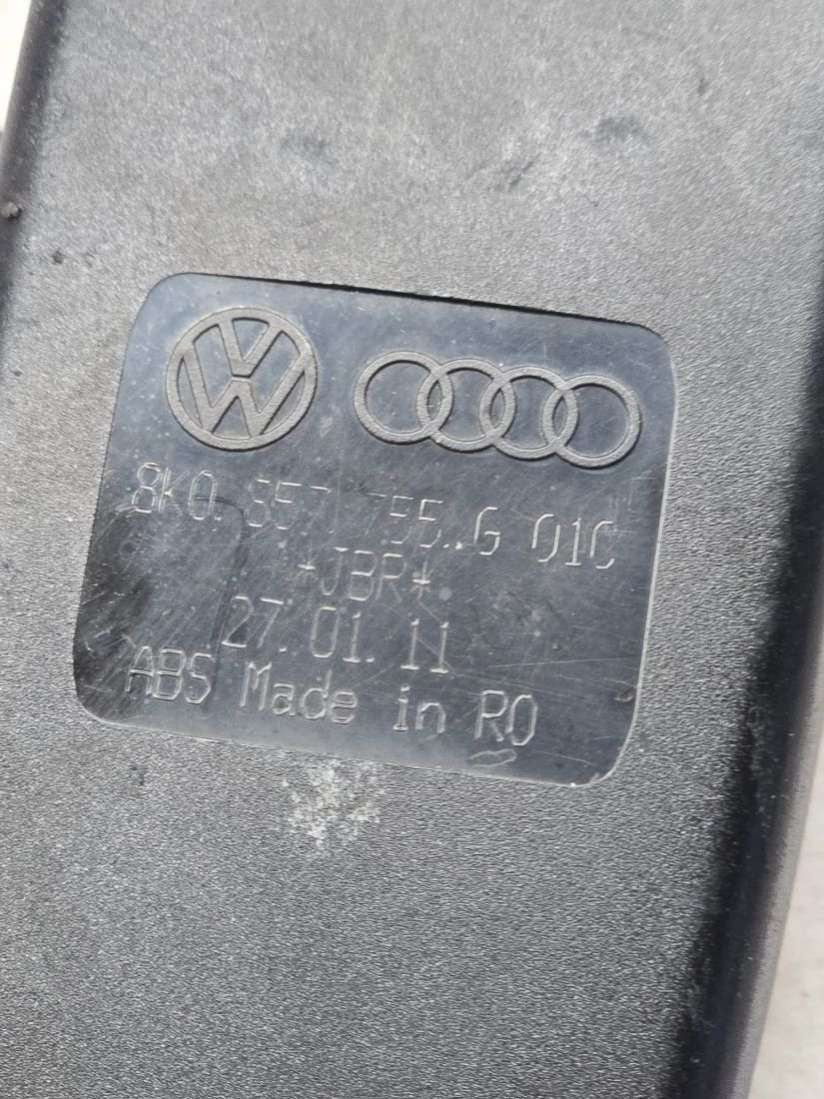 8K0.857 755..G 01C
*JBR*
27.01.11
ABS Made in RO